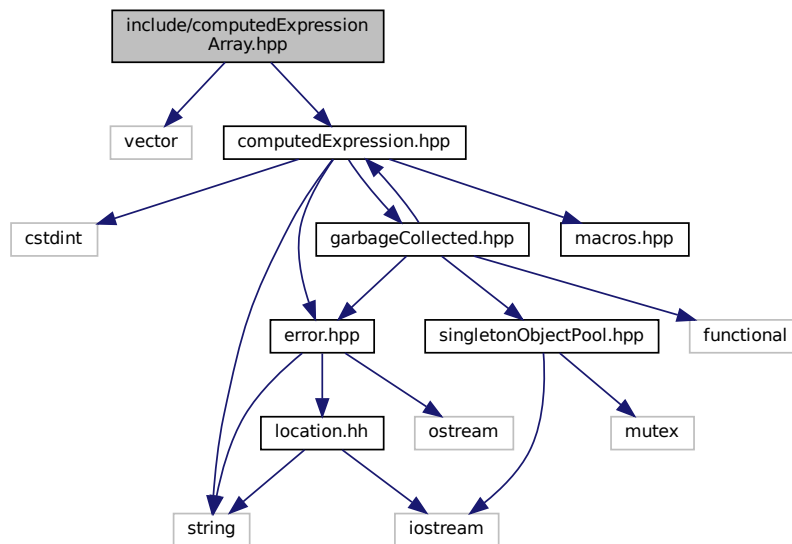 include/computedExpression
Array.hpp
vector
computedExpression.hpp
cstdint
garbageCollected.hpp
macros.hpp
error.hpp
singletonObjectPool.hpp
functional
location.hh
ostream
mutex
string
iostream